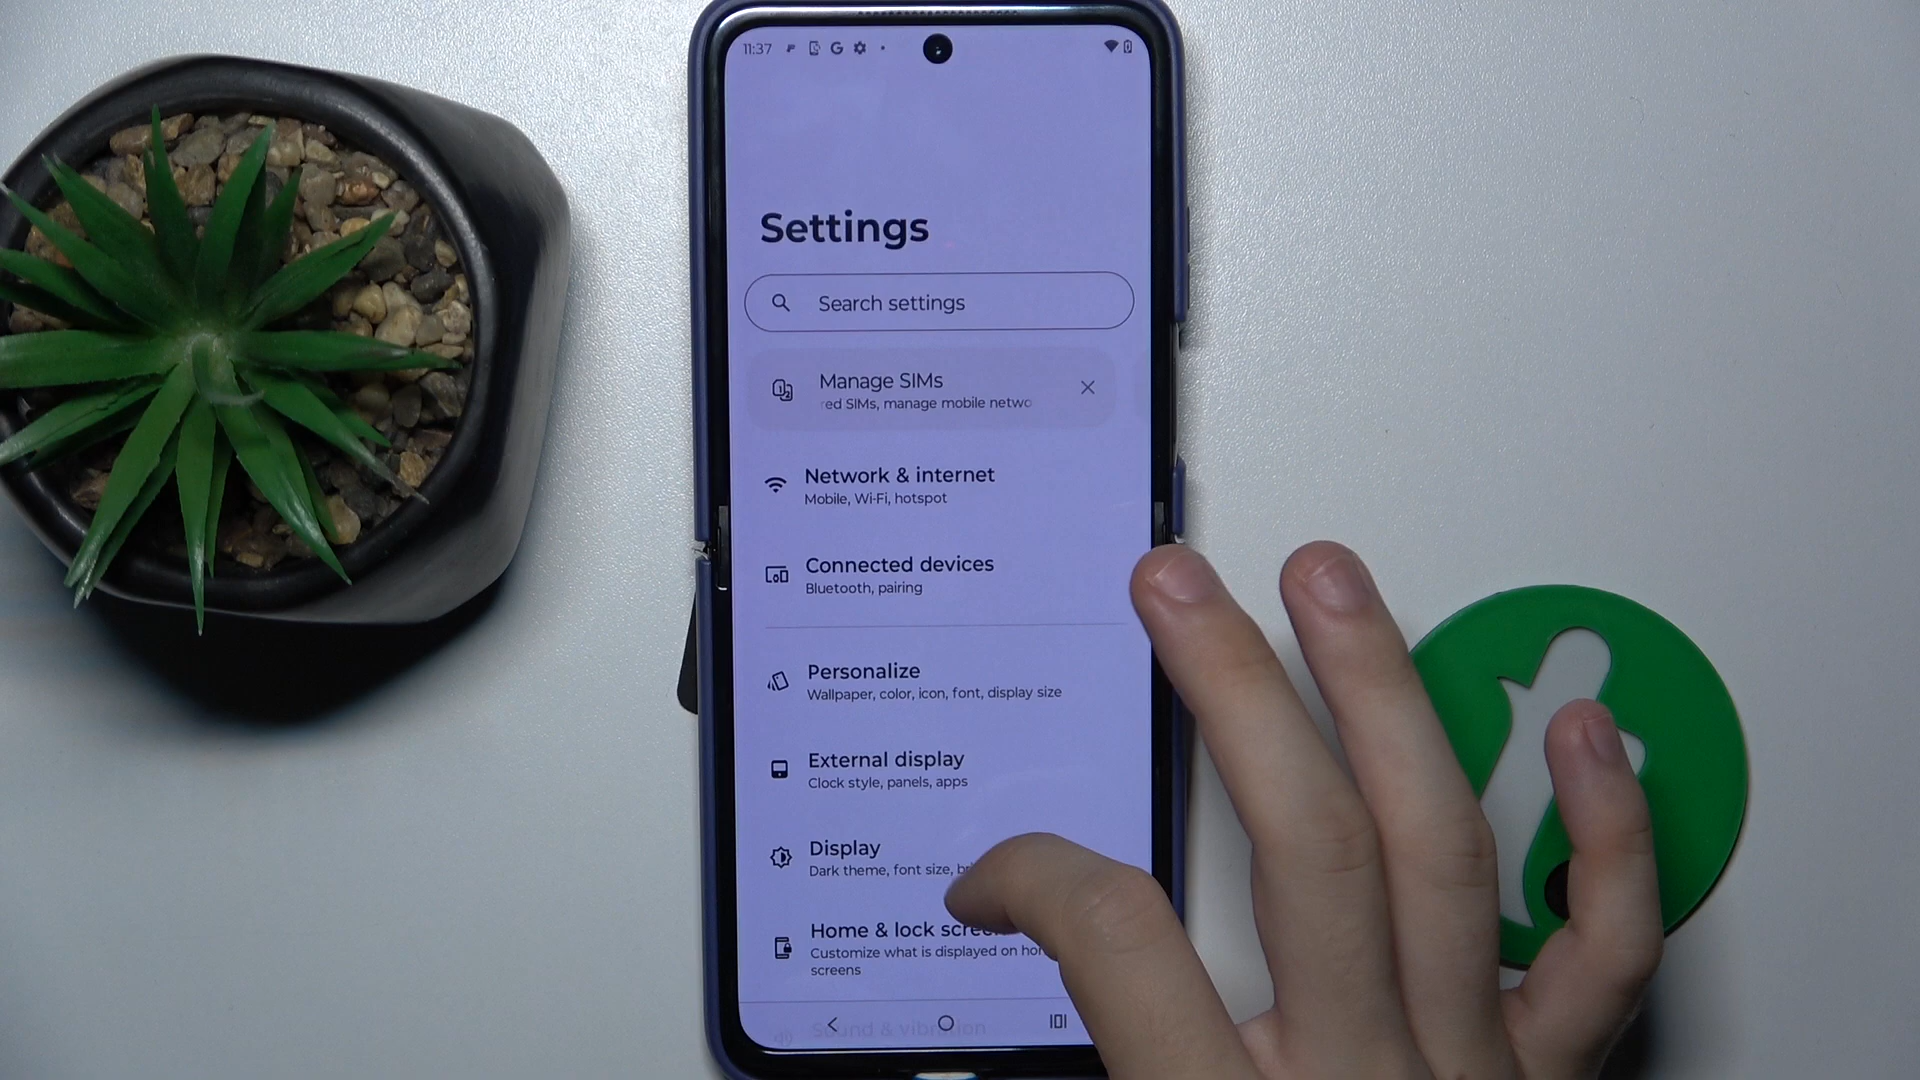 11:37
Settings
Search settings
Manage SIMs
red SIMs, manage mobile netwo
Network & internet
Mobile, Wi-Fi, hotspot
Connected devices
Bluetooth, pairing
Personalize
Wallpaper, color, icon, font, display size
External display
Clock style, panels, apps
Display
Dark theme, font size,
Home & lock
Customize what is displayed on
screens
Sound & vibration